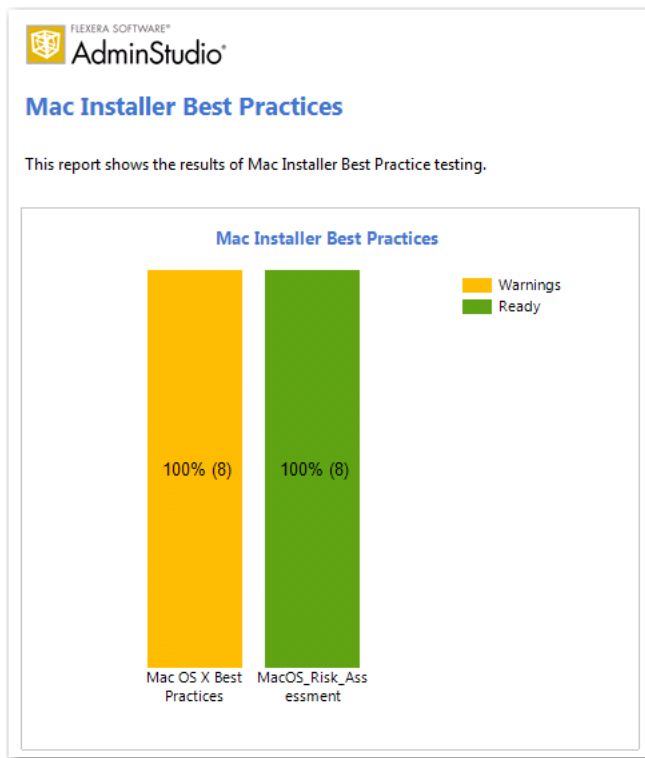 FLEXERA SOFTWARE®
AdminStudio®
Mac Installer Best Practices
This report shows the results of Mac Installer Best Practice testing.
Mac Installer Best Practices
Warnings
Ready
100% (8)
100% (8)
Mac OS X Best
Practices
MacOS_Risk_Ass
essment